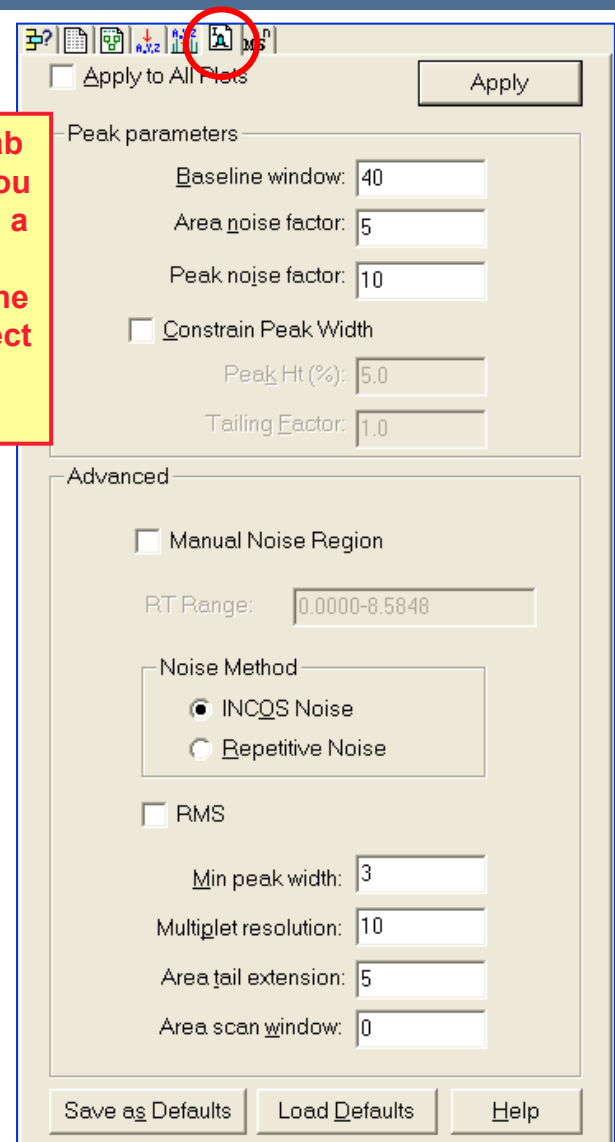 Apply to All Plots
Apply
ou
a
ect
Peak parameters
Baseline window: 40
Area noise factor: 5
Peak noise factor: 10
Constrain Peak Width
Peak Ht (%): 5.0
Tailing Factor: 1.0
Advanced
Manual Noise Region
RT Range: 0.0000-8.5848
Noise Method
INCOS Noise
Repetitive Noise
RMS
Min peak width: 3
Multiplet resolution: 10
Area tail extension: 5
Area scan window: 0
Save as Defaults
Load Defaults
Help